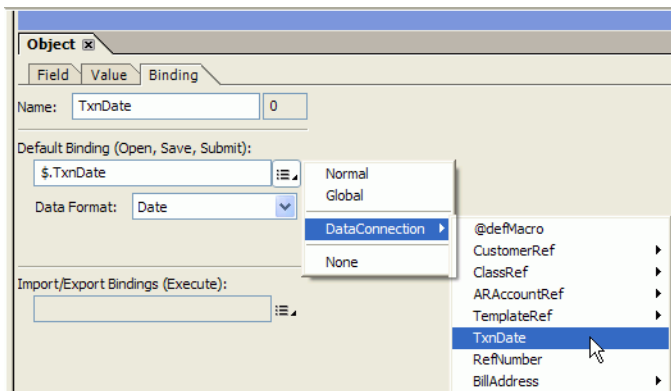 Object
Field Value Binding
Name: TxnDate 0
Default Binding (Open, Save, Submit):
$.TxnDate
Data Format: Date
Import/Export Bindings (Execute):
Normal
Global
DataConnection
None
@defMacro
CustomerRef
ClassRef
ARAccountRef
TemplateRef
TxnDate
RefNumber
BillAddress